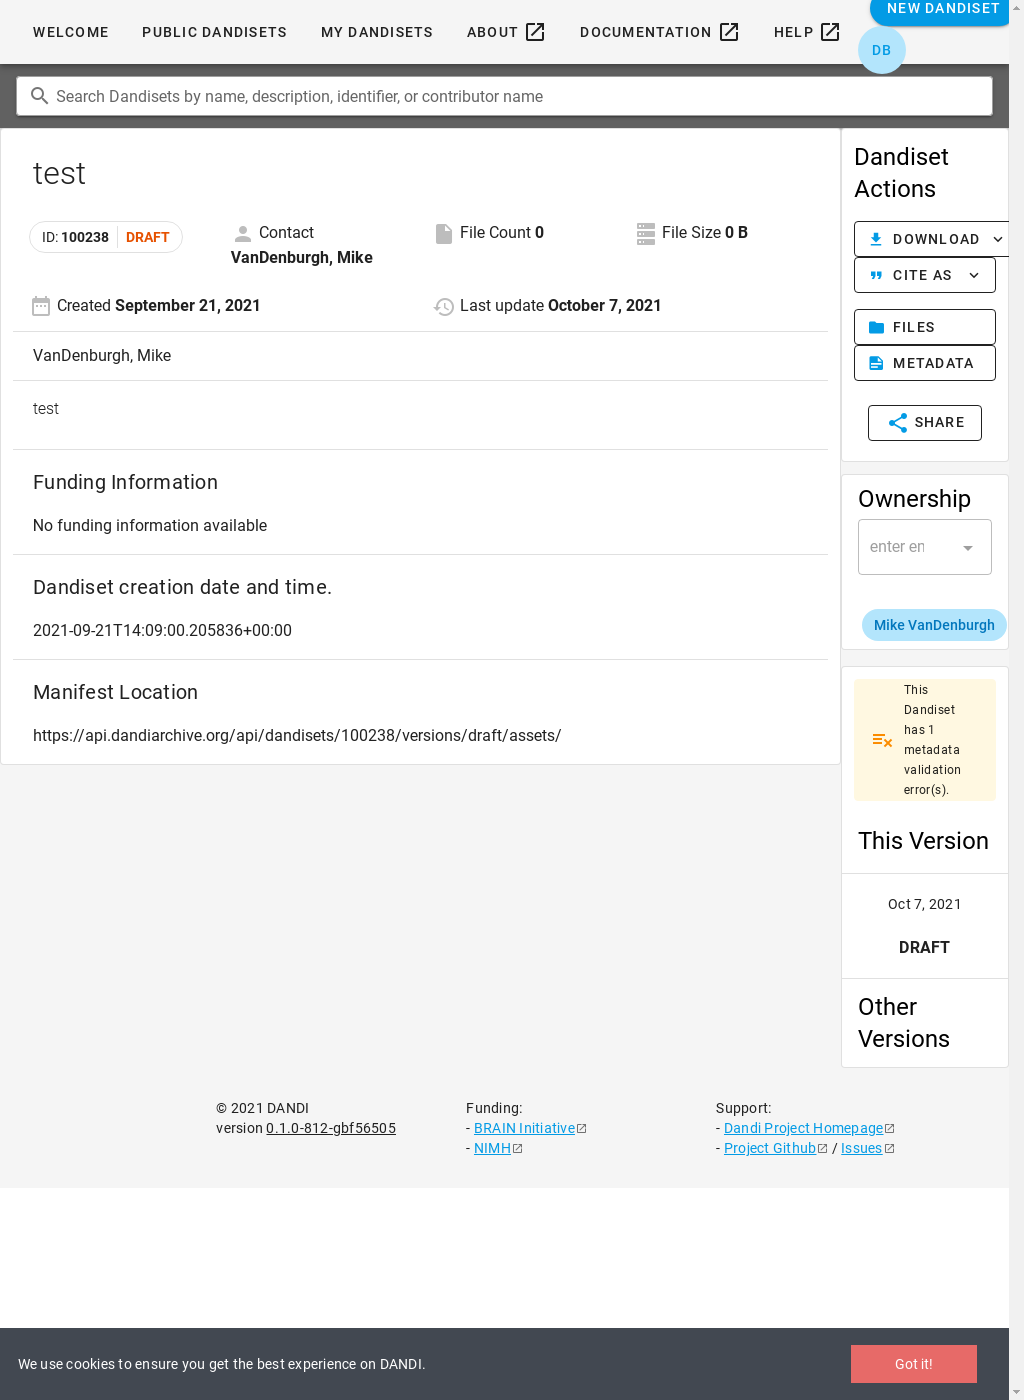 WELCOME PUBLIC DANDISETS MY DANDISETS ABOUT DOCUMENTATION HELP NEW DANDISET
DB
Search Dandisets by name, description, identifier, or contributor name
test
ID: 100238 DRAFT
Contact VanDenburgh, Mike
File Count 0
File Size 0 B
Created September 21, 2021
Last update October 7, 2021
VanDenburgh, Mike
test
Funding Information
No funding information available
Dandiset creation date and time.
2021-09-21T14:09:00.205836+00:00
Manifest Location
https://api.dandiarchive.org/api/dandisets/100238/versions/draft/assets/
Dandiset
Actions
DOWNLOAD
CITE AS
FILES
METADATA
SHARE
Ownership
enter en
Mike VanDenburgh
This
Dandiset
has 1
metadata
validation
error(s).
This Version
Oct 7, 2021
DRAFT
Other
Versions
© 2021 DANDI
version 0.1.0-812-gbf56505
Funding:
- BRAIN Initiative
- NIMH
Support:
- Dandi Project Homepage
- Project Github / Issues
We use cookies to ensure you get the best experience on DANDI.
Got it!